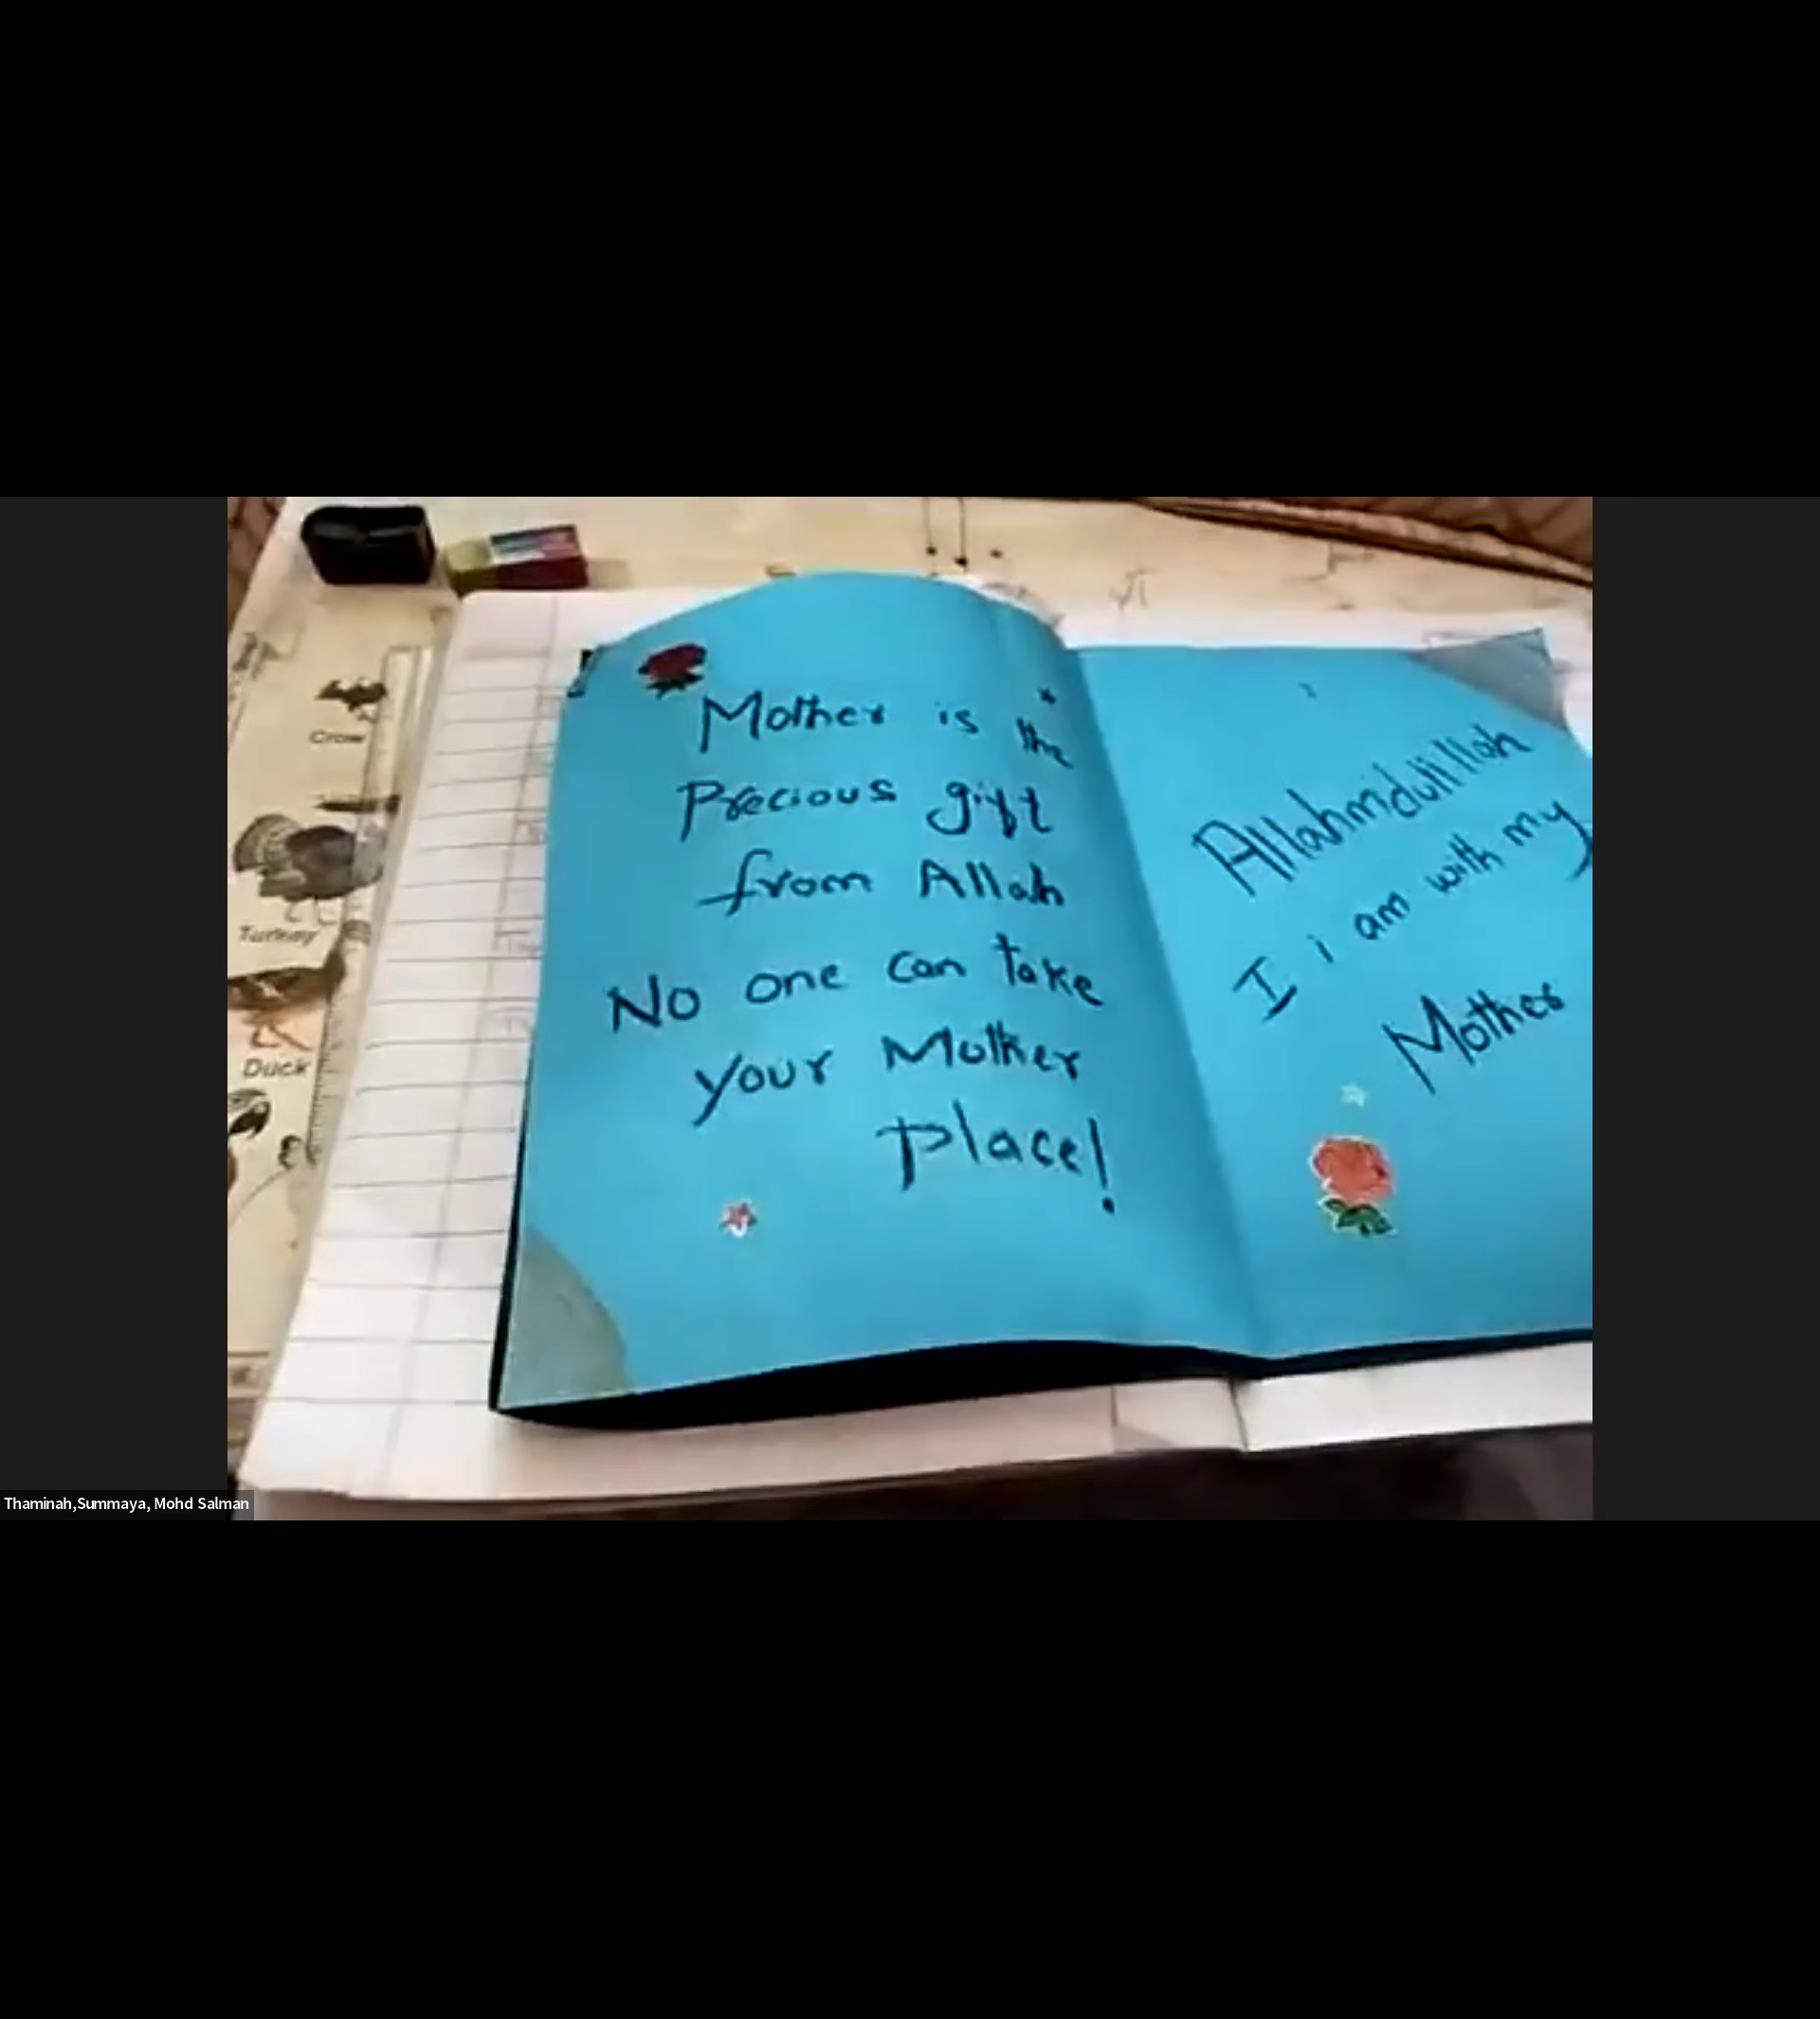 Mother is the
Precious gift
from Allah
No one can take
your Mother
Place!
Allahmdulillah
I i am with my
Mother
Crow
Turkey
Duck
Thaminah,Summaya, Mohd Salman